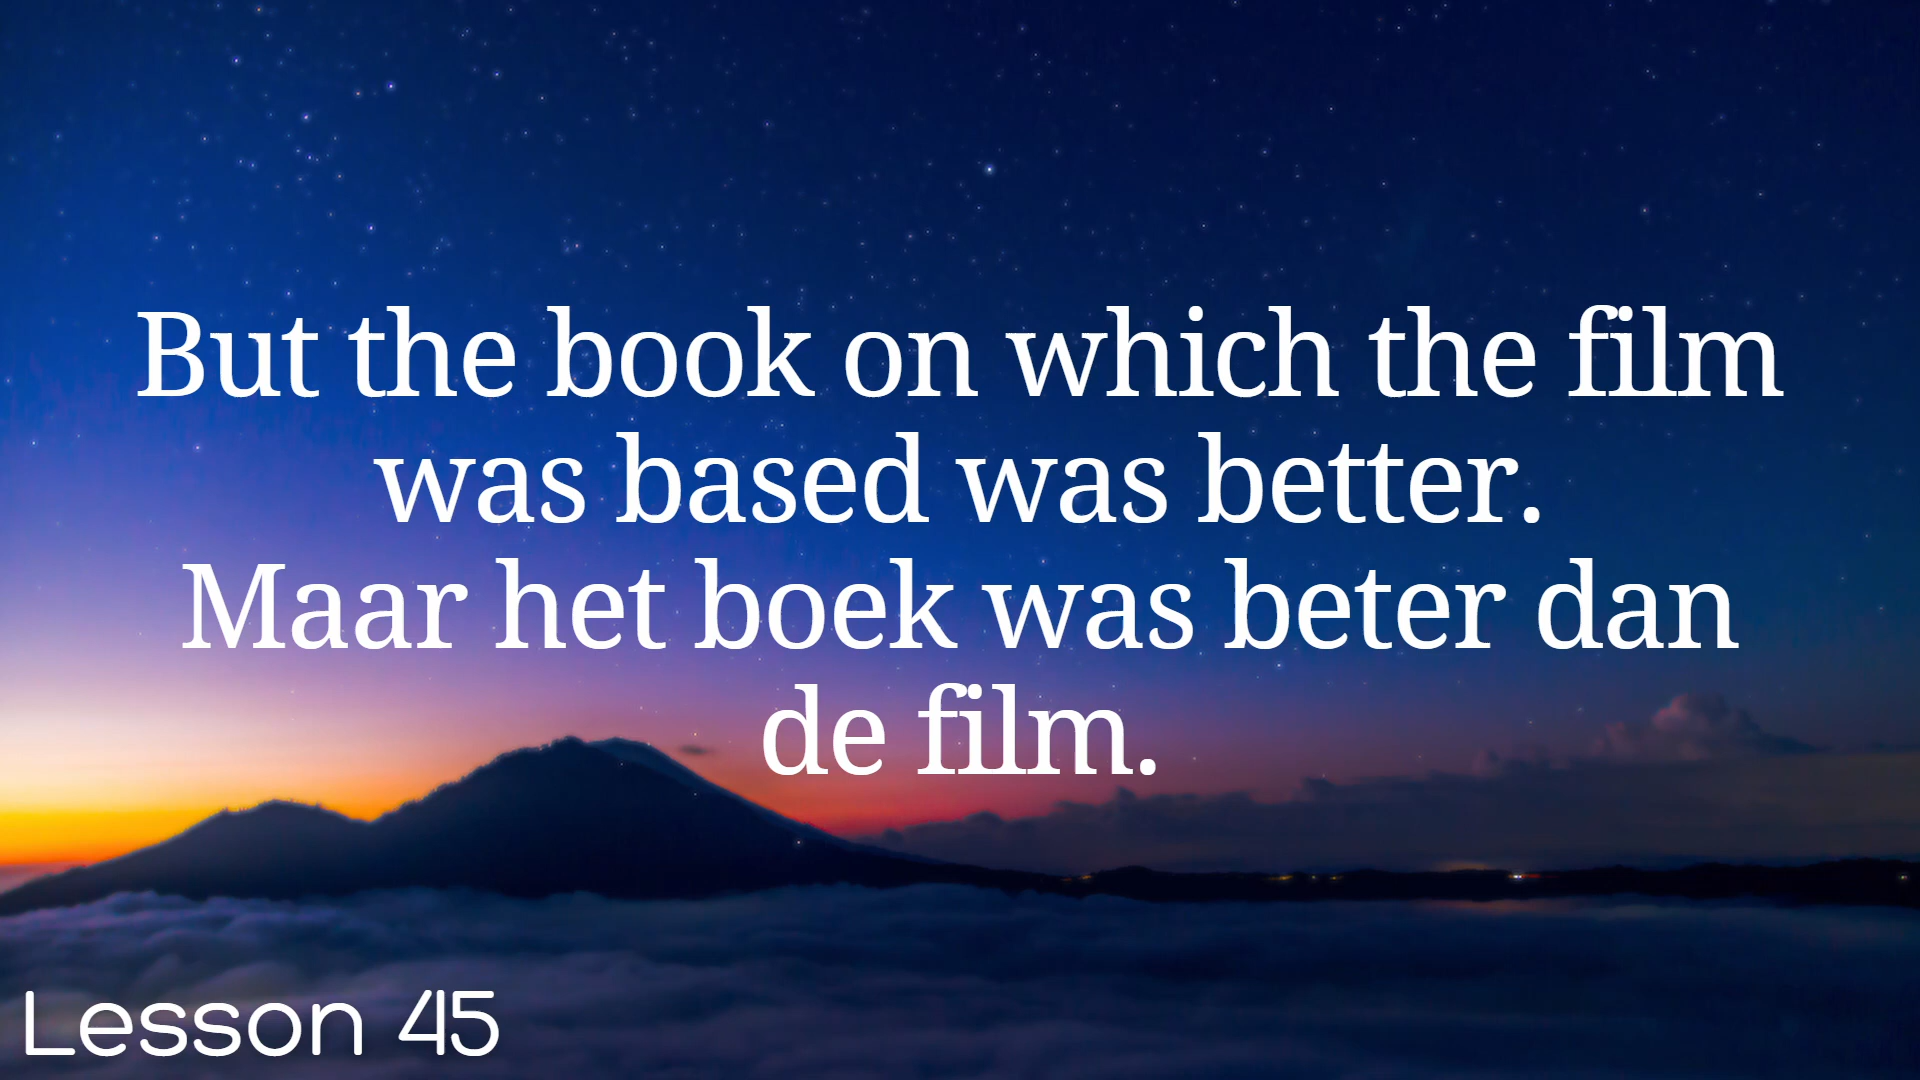 But the book on which the film
was based was better.
Maar het boek was beter dan
de film.
Lesson 45